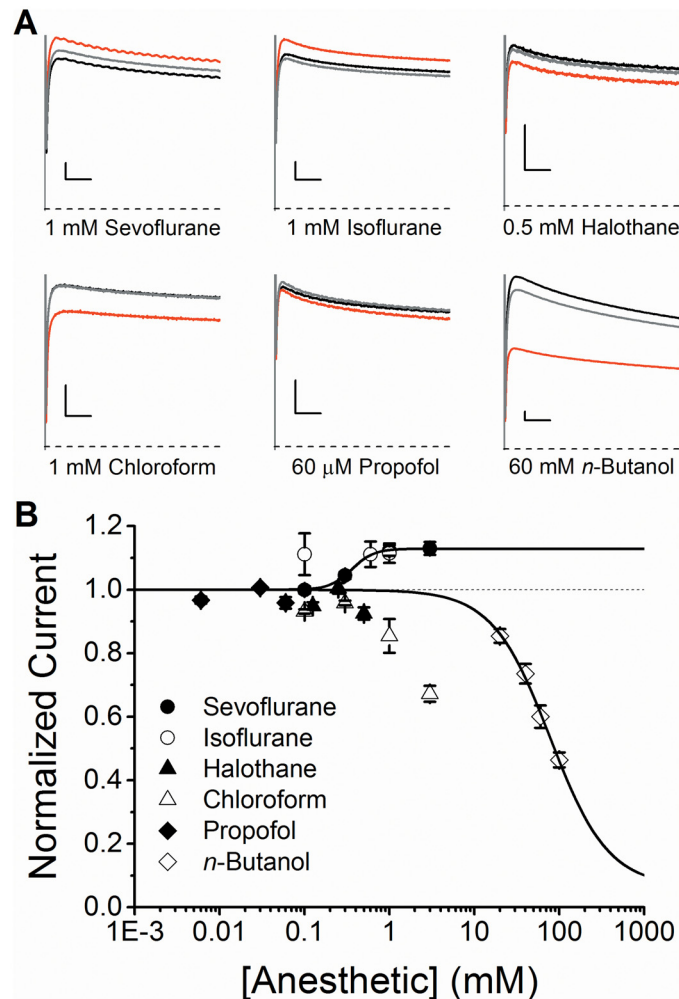 A
1 mM Sevoflurane
1 mM Isoflurane
0.5 mM Halothane
1 mM Chloroform
60 μM Propofol
60 mM n-Butanol
B
Normalized Current
1.2
1.0
0.8
0.6
0.4
0.2
0.0
Sevoflurane
Isoflurane
Halothane
Chloroform
Propofol
n-Butanol
1E-3 0.01 0.1 1 10 100 1000
[Anesthetic] (mM)